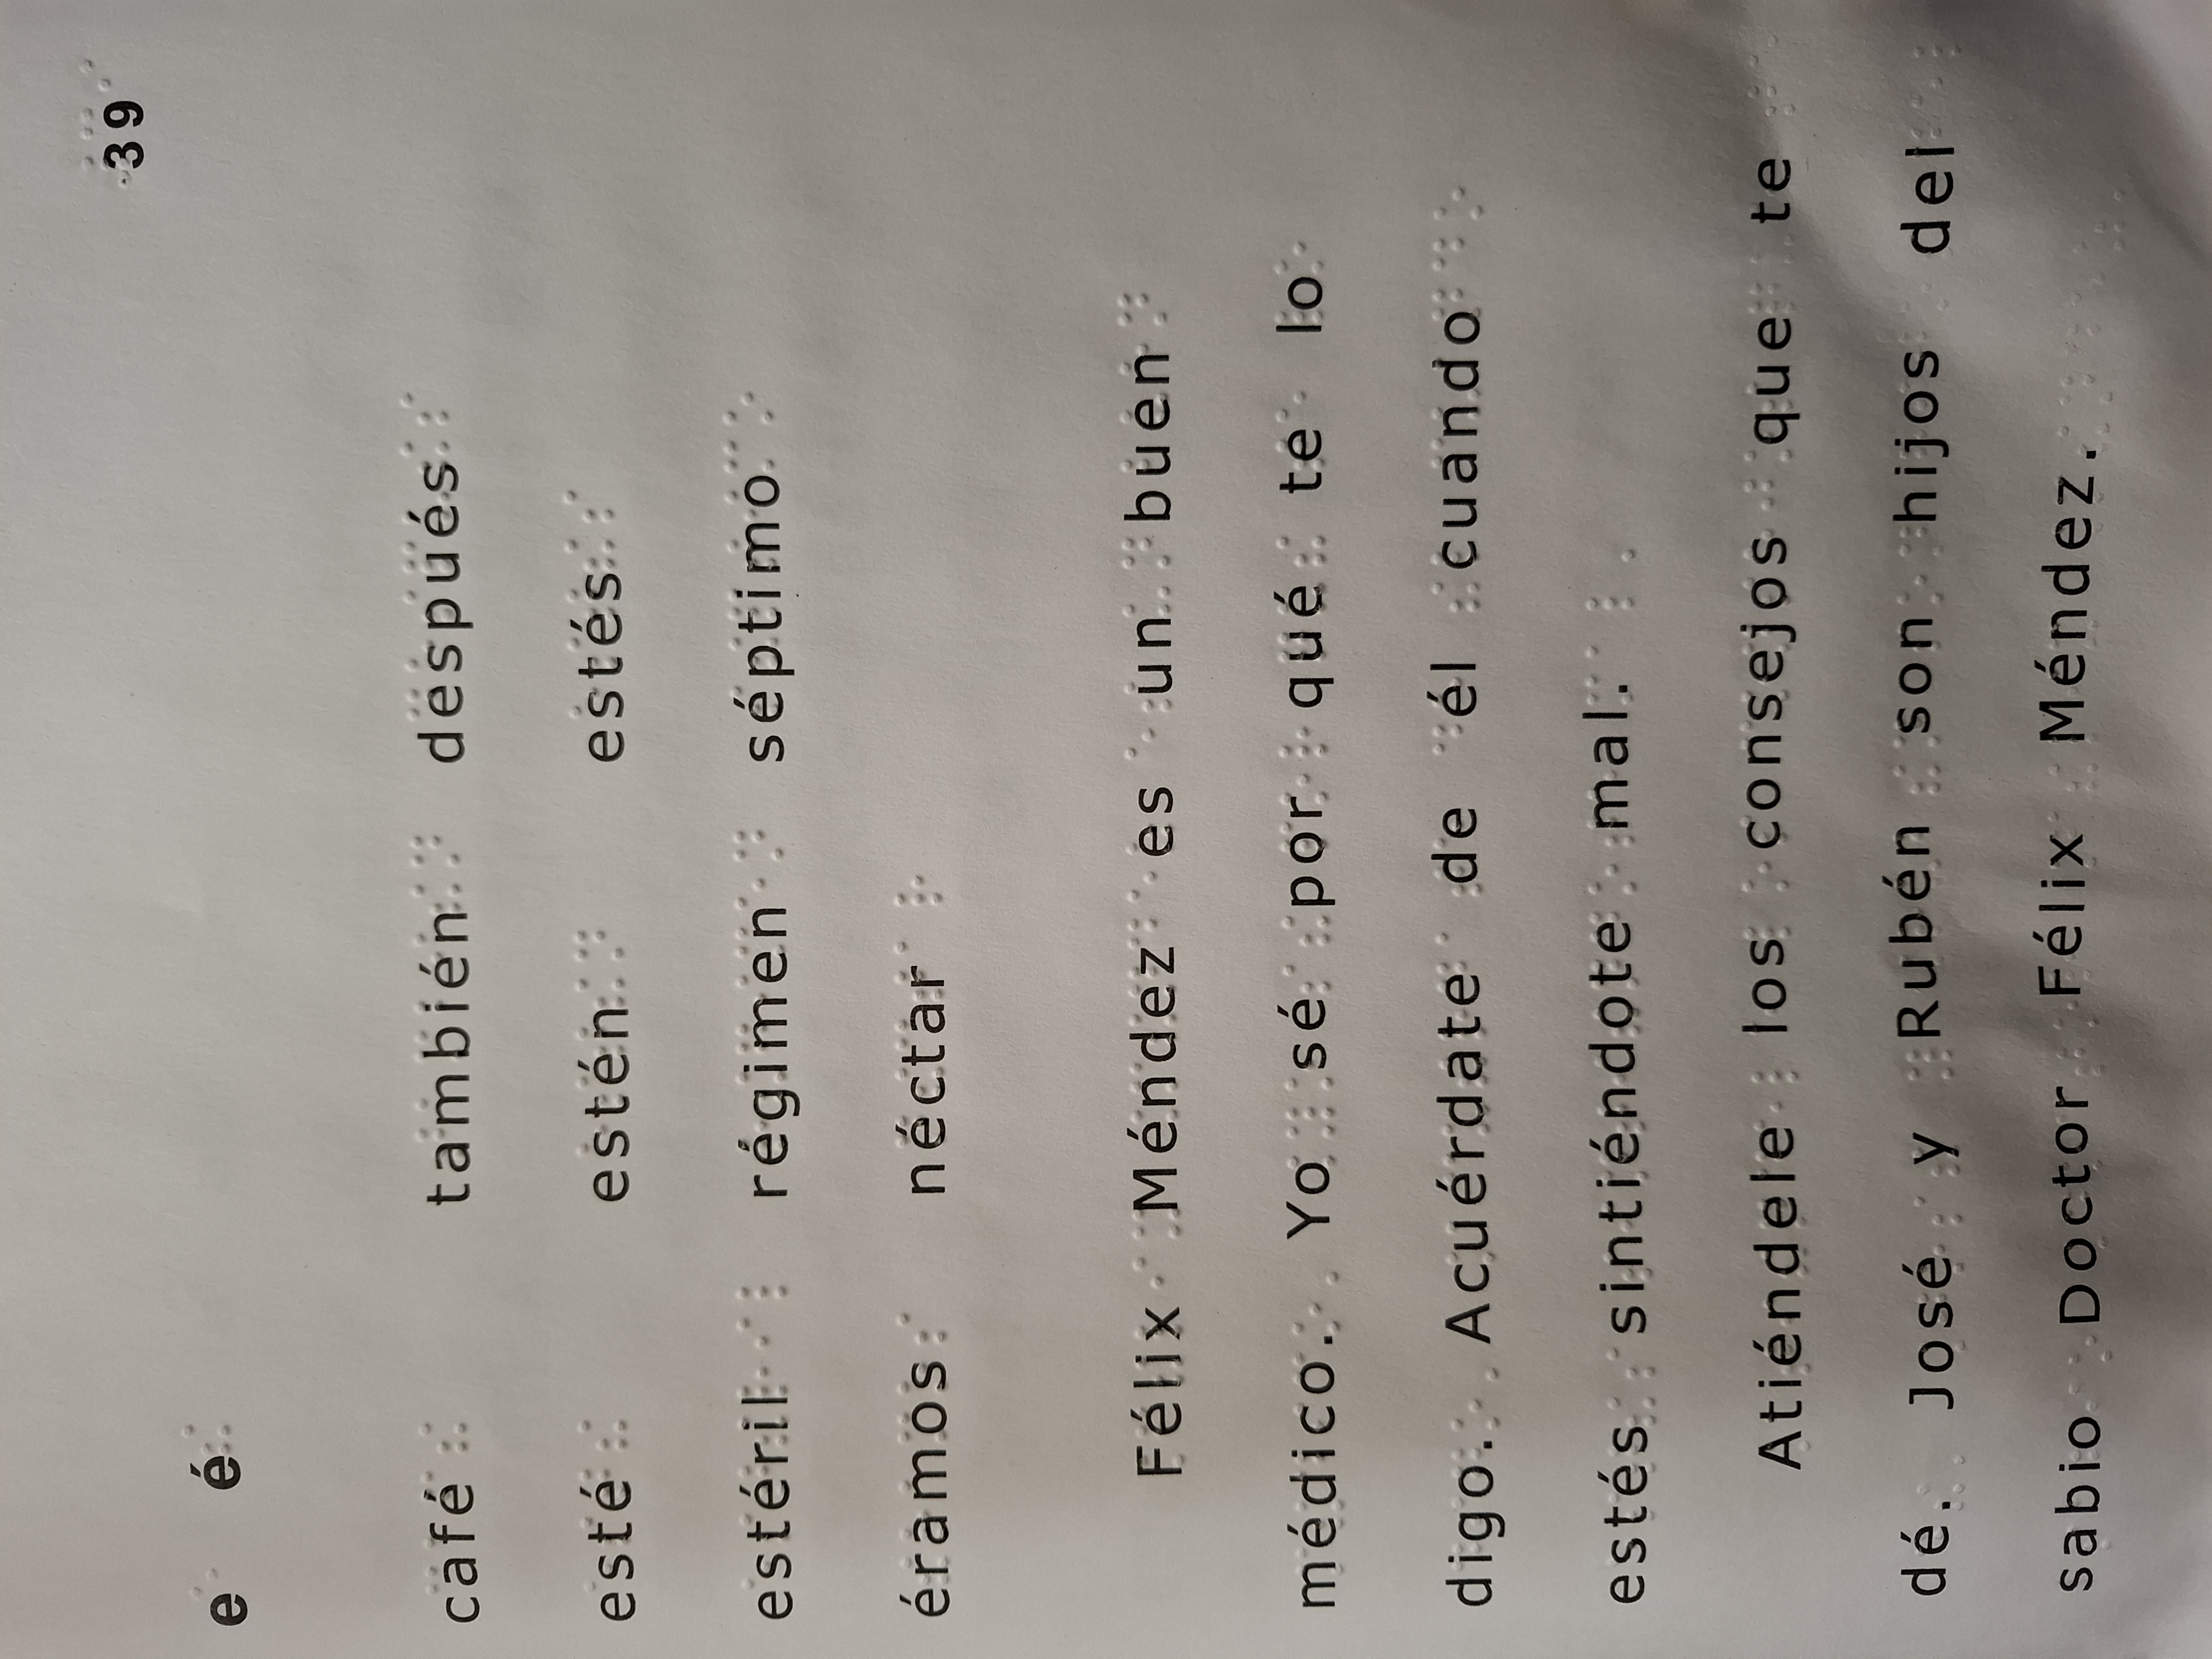 39
e é
café también después
esté estén estés
estéril régimen séptimo
éramos néctar
Félix Méndez es un buen
médico. Yo sé por qué te lo
digo. Acuérdate de él cuando
estés sintiéndote mal.
Atiéndele los consejos que te
dé. José y Rubén son hijos del
sabio Doctor Félix Méndez.